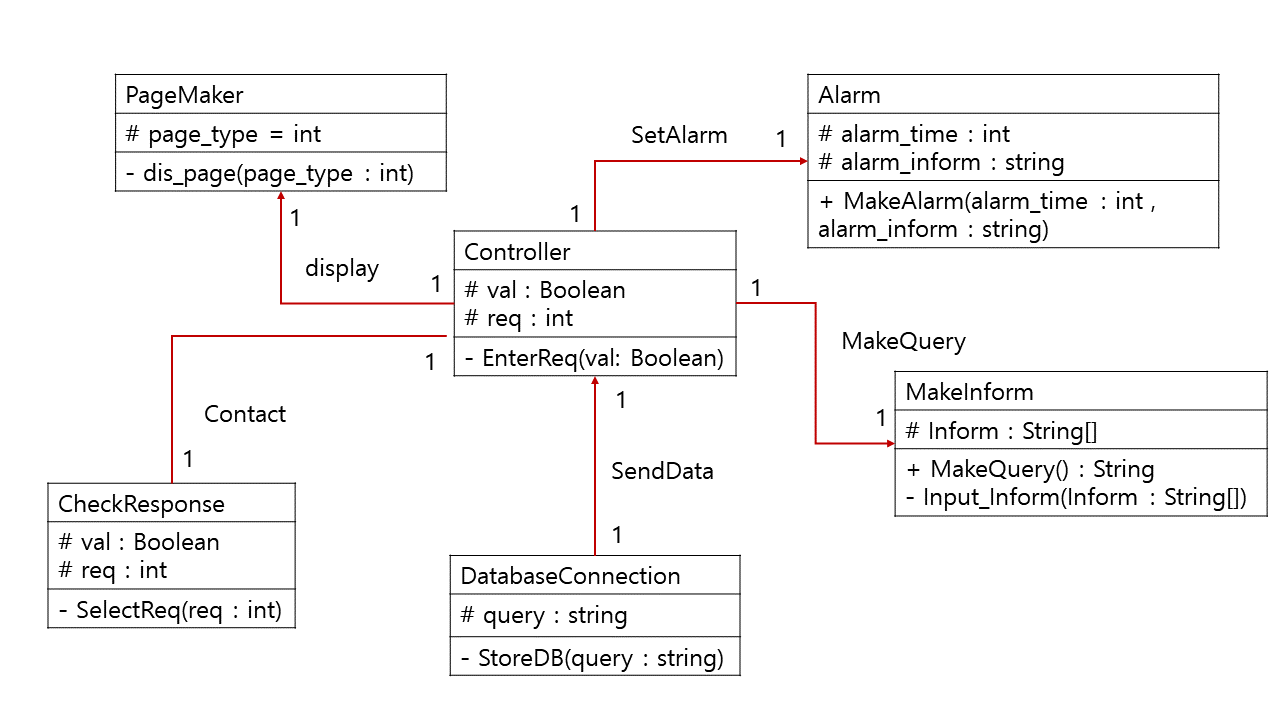 PageMaker
# page_type = int
- dis_page(page_type : int)
Alarm
# alarm_time : int
# alarm_inform : string
+ MakeAlarm(alarm_time : int ,
alarm_inform : string)
SetAlarm
1
1
1
display
1
Controller
# val : Boolean
# req : int
- EnterReq(val: Boolean)
1
MakeQuery
1
MakeInform
# Inform : String[]
+ MakeQuery() : String
- Input_Inform(Inform : String[])
1
Contact
1
CheckResponse
# val : Boolean
# req : int
- SelectReq(req : int)
1
SendData
1
DatabaseConnection
# query : string
- StoreDB(query : string)